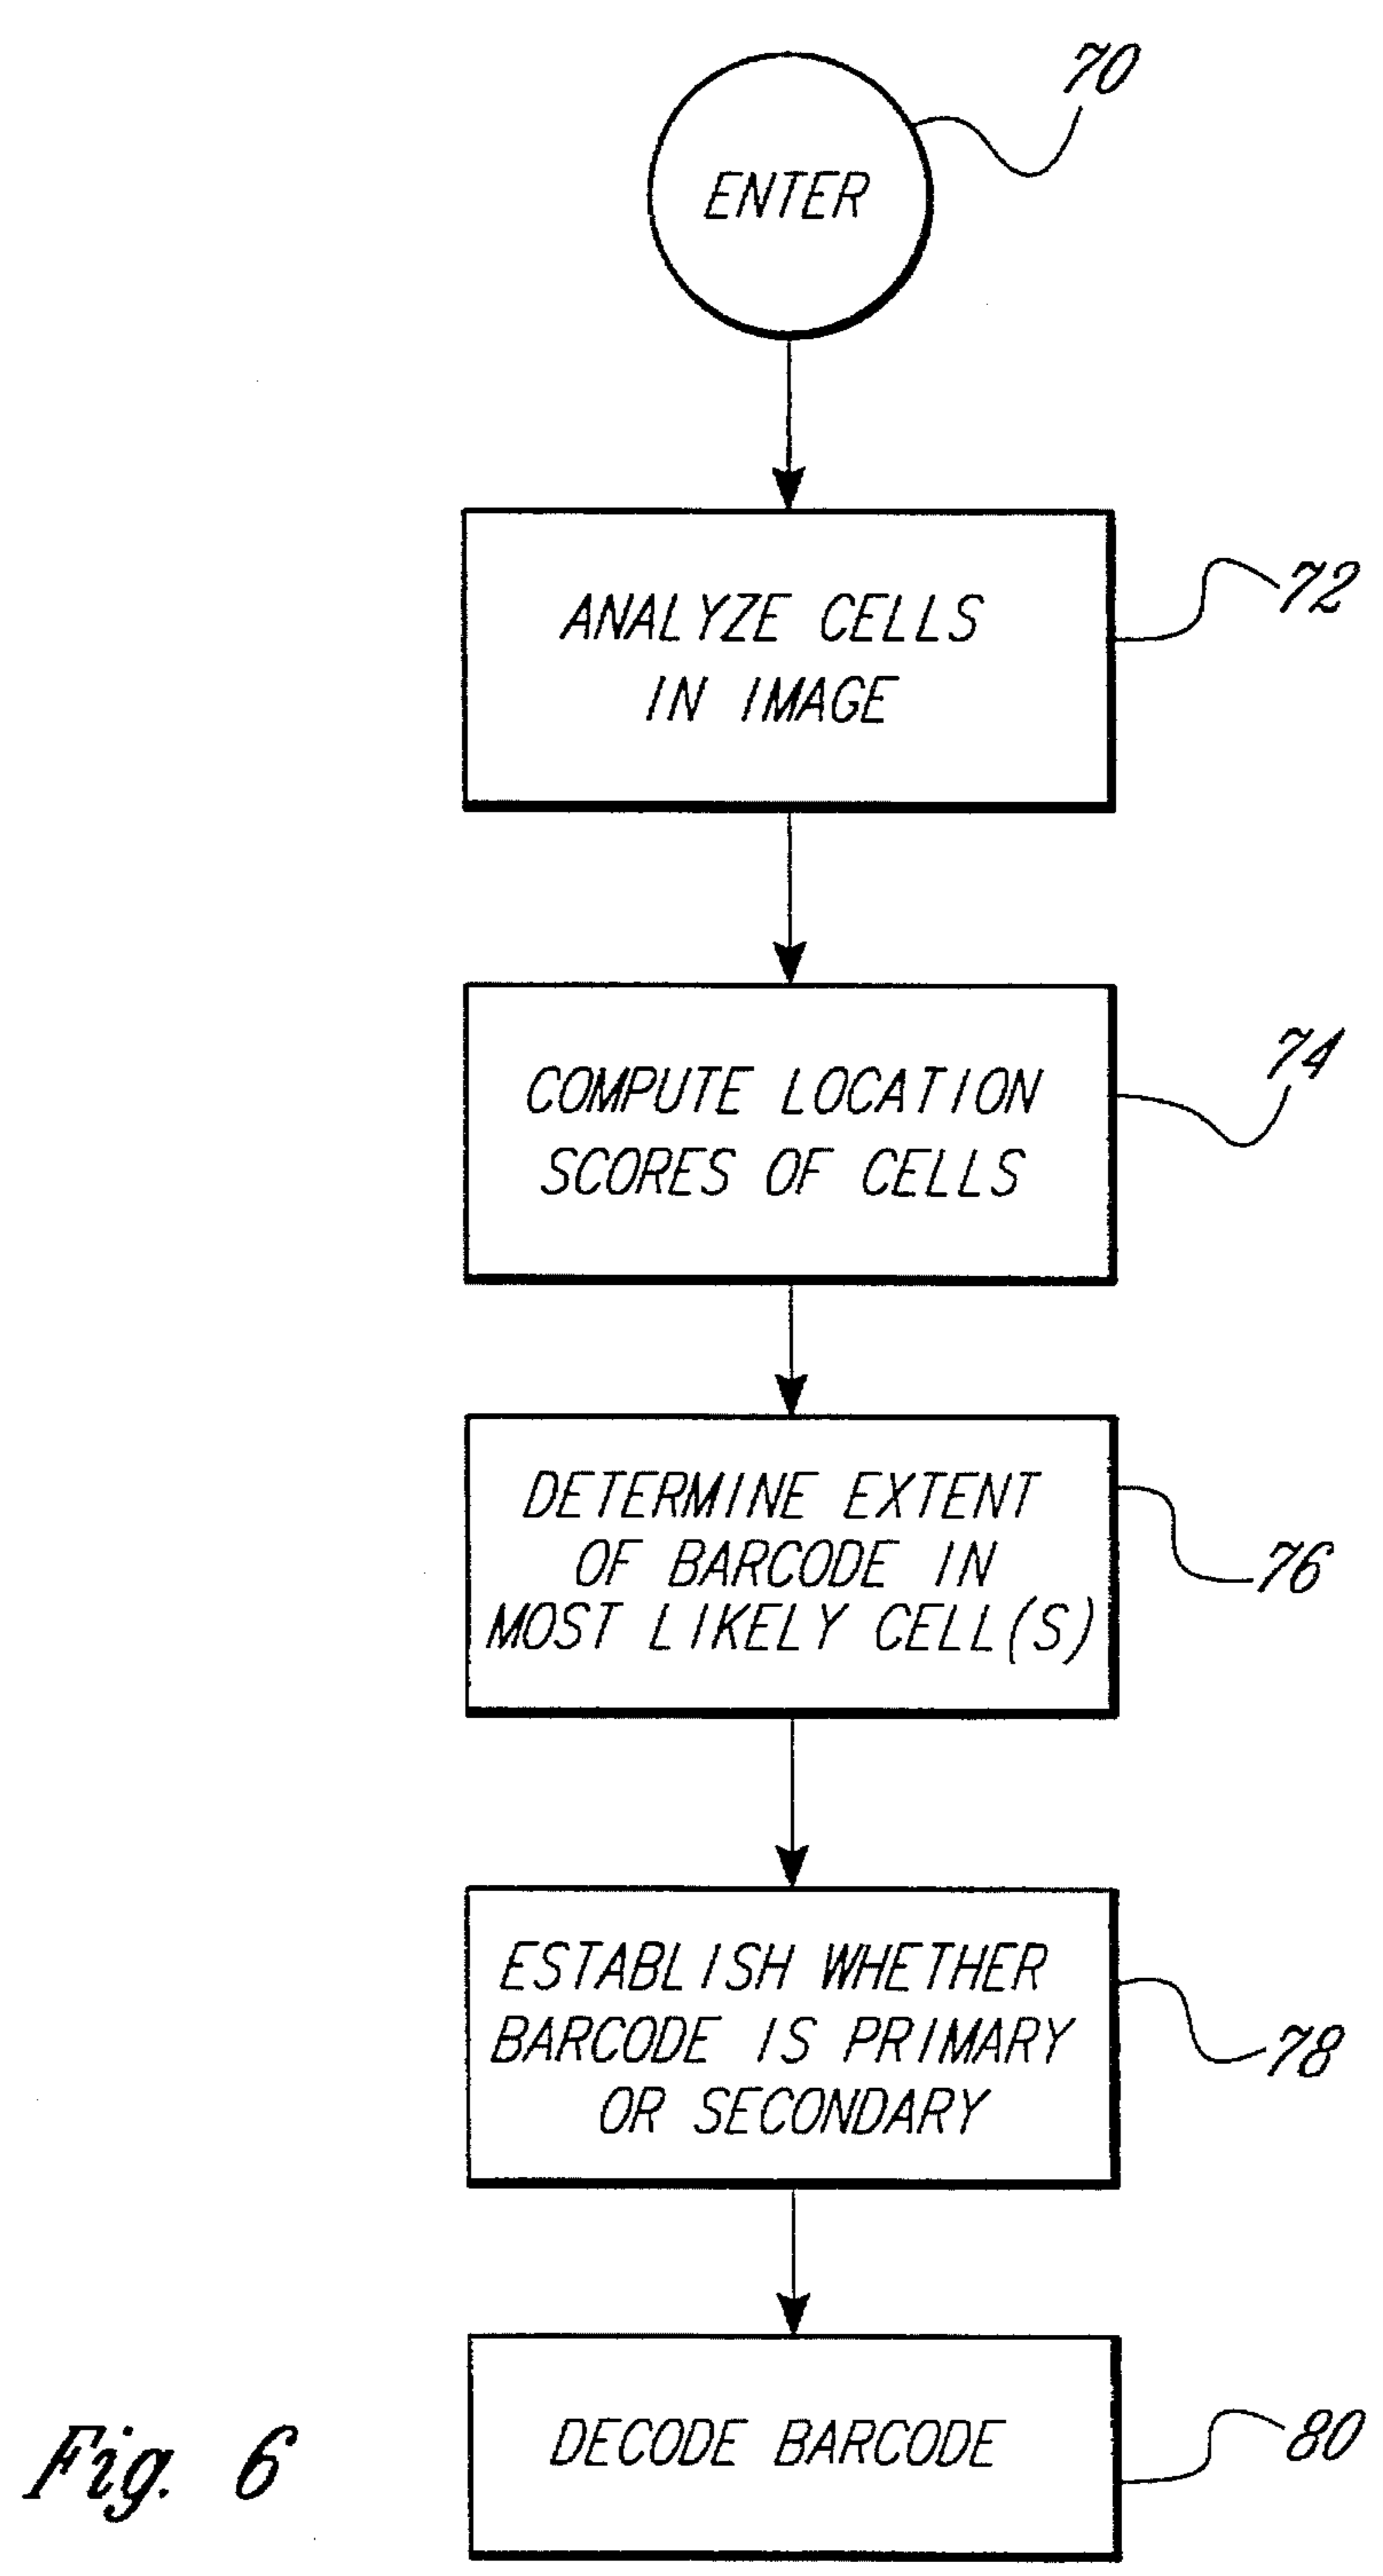 70
ENTER
72
ANALYZE CELLS
IN IMAGE
74
COMPUTE LOCATION
SCORES OF CELLS
76
DETERMINE EXTENT
OF BARCODE IN
MOST LIKELY CELL(S)
78
ESTABLISH WHETHER
BARCODE IS PRIMARY
OR SECONDARY
80
DECODE BARCODE
Fig. 6